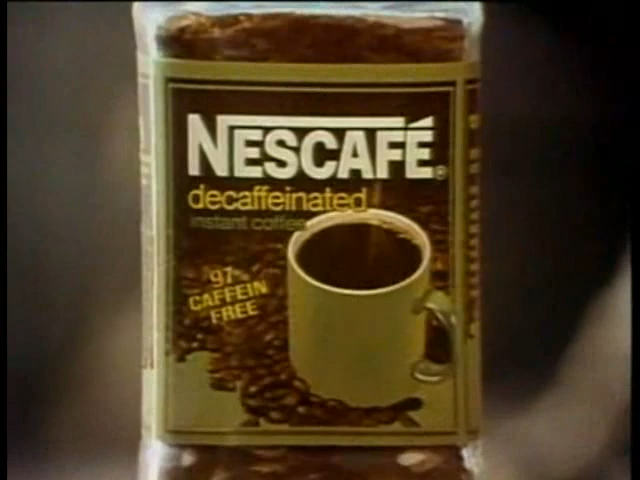 NESCAFÉ®
decaffeinated
instant coffee
97%
CAFFEIN
FREE